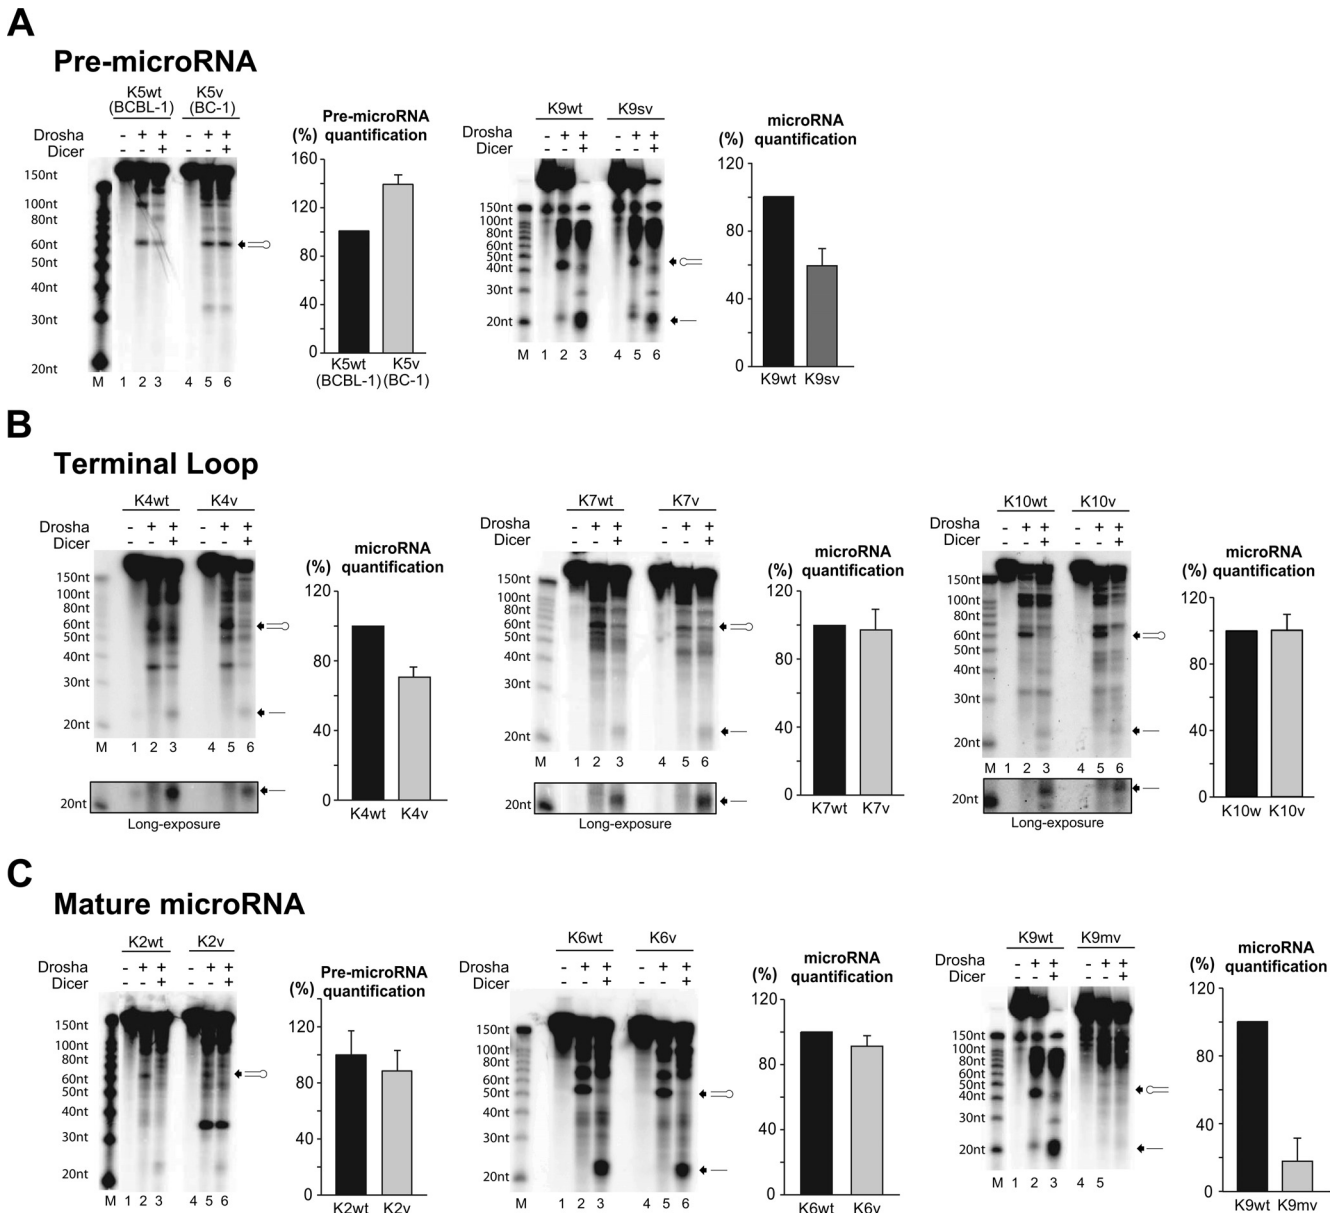 A
Pre-microRNA
K5wt K5v
(BCBL-1) (BC-1)
Drosha - + + - + +
Dicer - - + - - +
150nt
100nt
80nt
60nt
50nt
40nt
30nt
20nt
M 1 2 3 4 5 6
Pre-microRNA
(%) quantification
160
120
80
40
0
K5wt K5v
(BCBL-1) (BC-1)
K9wt K9sv
Drosha - + + - + +
Dicer - - + - - +
150nt
100nt
80nt
60nt
50nt
40nt
30nt
20nt
M 1 2 3 4 5 6
microRNA
(%) quantification
120
80
40
0
K9wt K9sv
B
Terminal Loop
K4wt K4v
Drosha - + + - + +
Dicer - - + - - +
150nt
100nt
80nt
60nt
50nt
40nt
30nt
20nt
M 1 2 3 4 5 6
20nt
Long-exposure
microRNA
(%) quantification
120
80
40
0
K4wt K4v
K7wt K7v
Drosha - + + - + +
Dicer - - + - - +
150nt
100nt
80nt
60nt
50nt
40nt
30nt
20nt
M 1 2 3 4 5 6
20nt
Long-exposure
microRNA
(%) quantification
120
80
40
0
K7wt K7v
K10wt K10v
Drosha - + + - + +
Dicer - - + - - +
150nt
100nt
80nt
60nt
50nt
40nt
30nt
20nt
M 1 2 3 4 5 6
20nt
Long-exposure
microRNA
(%) quantification
120
80
40
0
K10w K10v
C
Mature microRNA
K2wt K2v
Drosha - + + - + +
Dicer - - + - - +
150nt
100nt
80nt
60nt
50nt
40nt
30nt
20nt
M 1 2 3 4 5 6
Pre-microRNA
(%) quantification
120
80
40
0
K2wt K2v
K6wt K6v
Drosha - + + - + +
Dicer - - + - - +
150nt
100nt
80nt
60nt
50nt
40nt
30nt
20nt
M 1 2 3 4 5 6
microRNA
(%) quantification
120
80
40
0
K6wt K6v
K9wt K9mv
Drosha - + + - + +
Dicer - - + - - +
150nt
100nt
80nt
60nt
50nt
40nt
30nt
20nt
M 1 2 3 4 5
microRNA
(%) quantification
120
80
40
0
K9wt K9mv